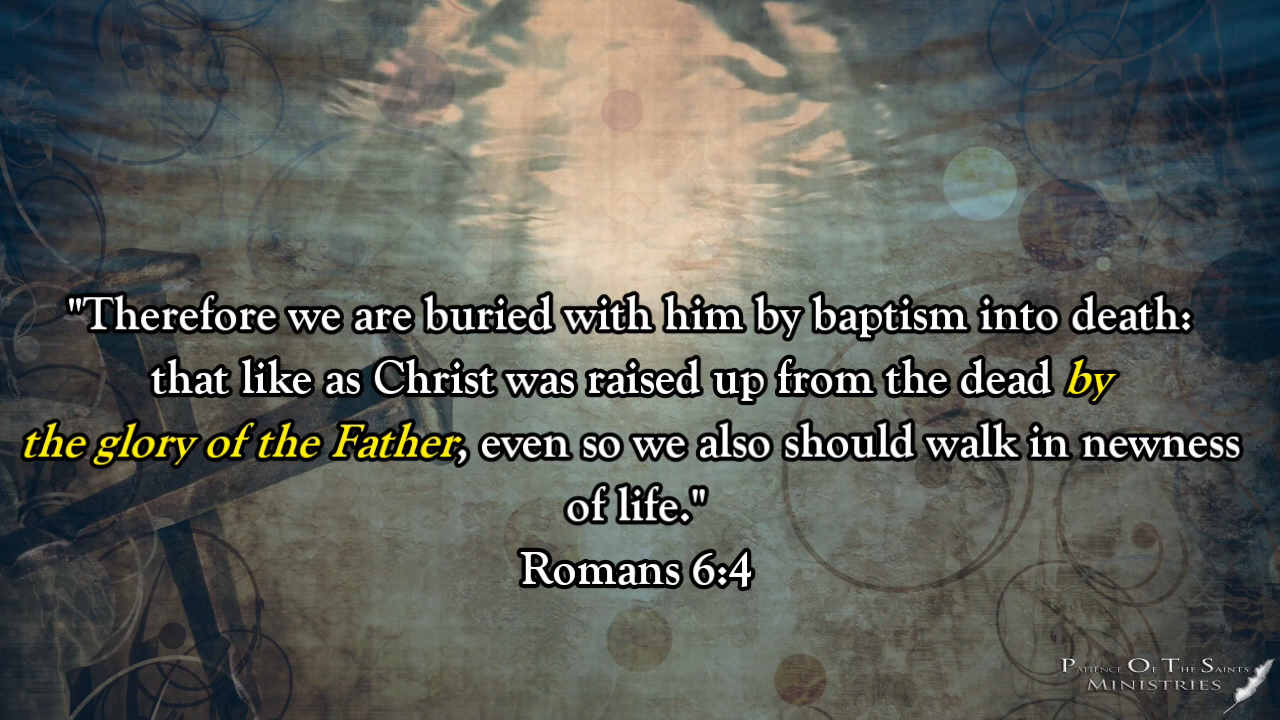 "Therefore we are buried with him by baptism into death:
that like as Christ was raised up from the dead by
the glory of the Father, even so we also should walk in newness
of life."
Romans 6:4
Patience Of The Saints
Ministries